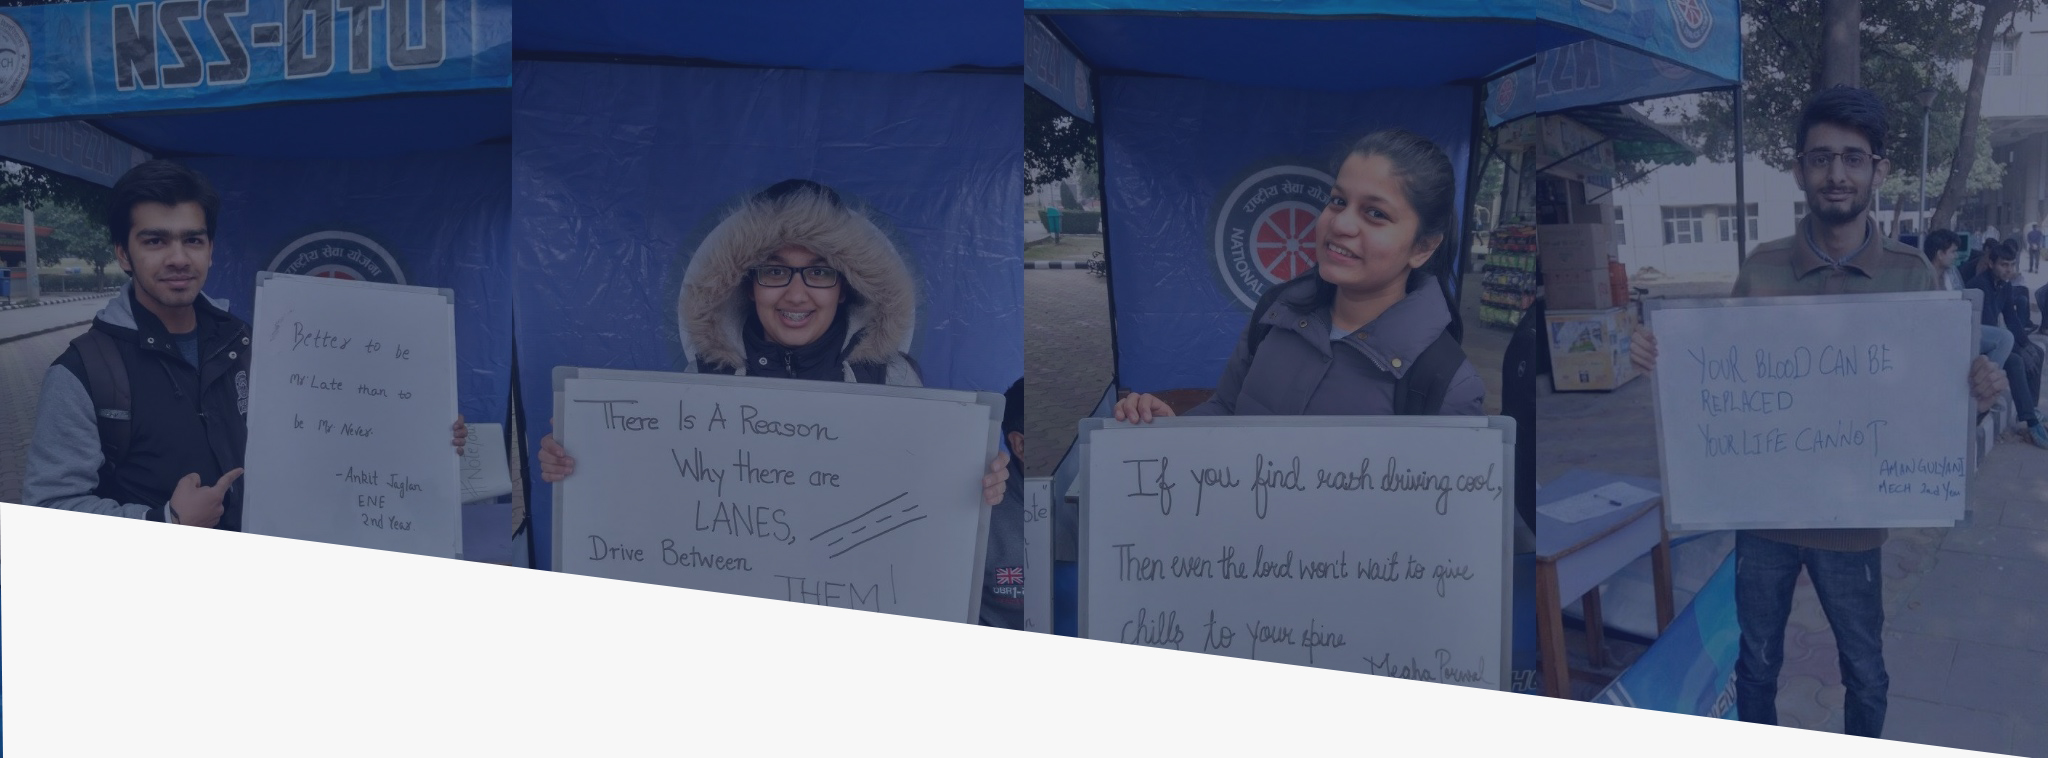 NSS-DTU
राष्ट्रीय सेवा योजना
Better to be
Mr Late than to
be Mr Never.
-Ankit Jaglan
ENE
2nd Year
There Is A Reason
Why there are
LANES,
Drive Between
THEM!
राष्ट्रीय सेवा
NATIONAL
If you find rash driving cool,
Then even the lord won't wait to give
chills to your spine
Megha Porwal
YOUR BLOOD CAN BE
REPLACED
YOUR LIFE CANNOT
AMAN GULYANI
MECH 2nd Year